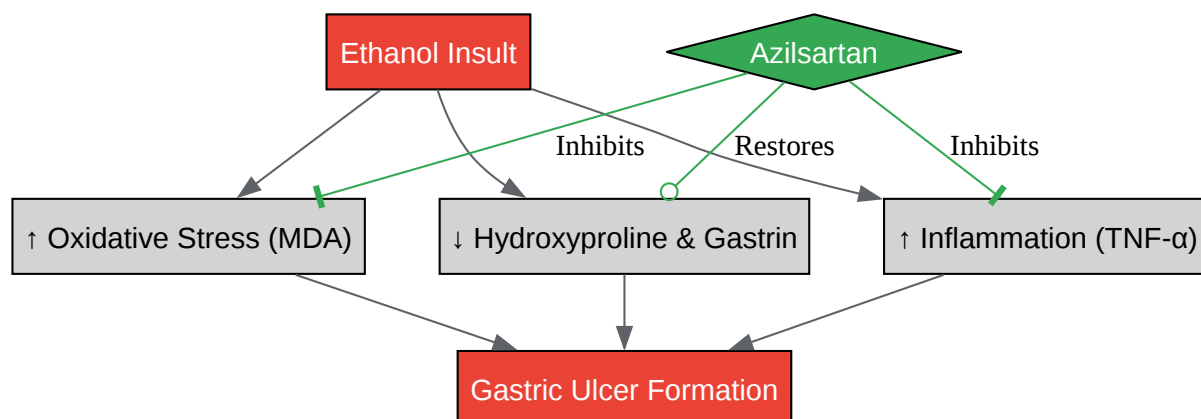 Ethanol Insult
Azilsartan
Inhibits
Restores
Inhibits
↑ Oxidative Stress (MDA)
↓ Hydroxyproline & Gastrin
↑ Inflammation (TNF-α)
Gastric Ulcer Formation